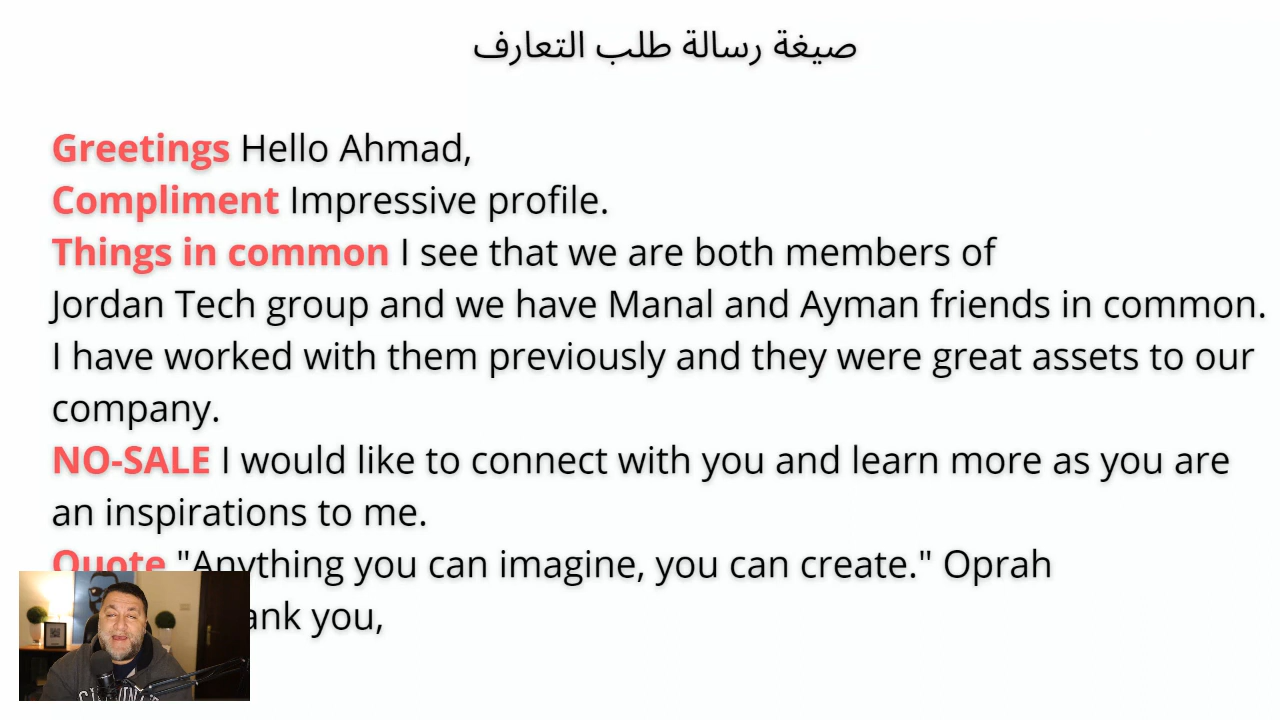 صيغة رسالة طلب التعارف
Greetings Hello Ahmad,
Compliment Impressive profile.
Things in common I see that we are both members of
Jordan Tech group and we have Manal and Ayman friends in common.
I have worked with them previously and they were great assets to our
company.
NO-SALE I would like to connect with you and learn more as you are
an inspirations to me.
Quote "Anything you can imagine, you can create." Oprah
you,